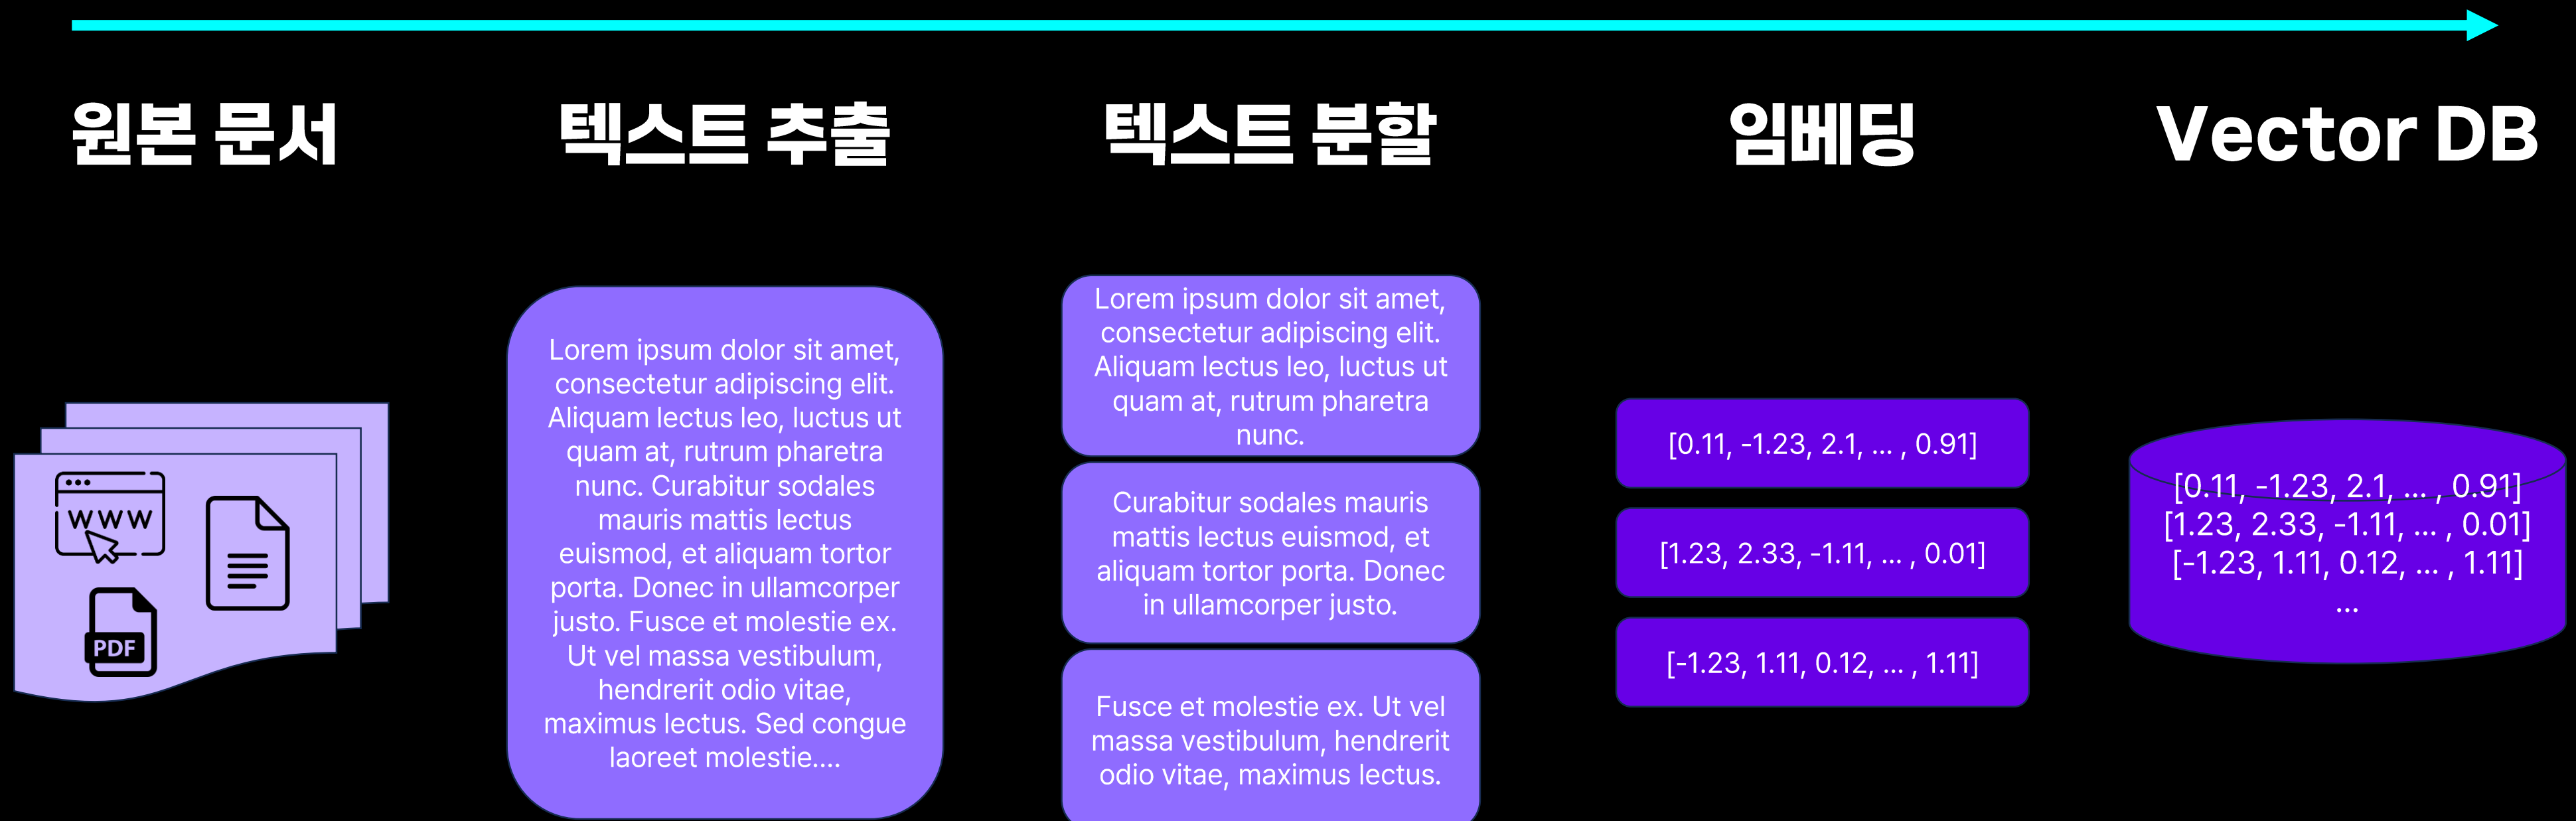 원본 문서
텍스트 추출
텍스트 분할
임베딩
Vector DB
WWW
PDF
Lorem ipsum dolor sit amet,
consectetur adipiscing elit.
Aliquam lectus leo, luctus ut
quam at, rutrum pharetra
nunc. Curabitur sodales
mauris mattis lectus
euismod, et aliquam tortor
porta. Donec in ullamcorper
justo. Fusce et molestie ex.
Ut vel massa vestibulum,
hendrerit odio vitae,
maximus lectus. Sed congue
laoreet molestie....
Lorem ipsum dolor sit amet,
consectetur adipiscing elit.
Aliquam lectus leo, luctus ut
quam at, rutrum pharetra
nunc.
Curabitur sodales mauris
mattis lectus euismod, et
aliquam tortor porta. Donec
in ullamcorper justo.
Fusce et molestie ex. Ut vel
massa vestibulum, hendrerit
odio vitae, maximus lectus.
[0.11, -1.23, 2.1, ... , 0.91]
[1.23, 2.33, -1.11, ... , 0.01]
[-1.23, 1.11, 0.12, ... , 1.11]
[0.11, -1.23, 2.1, ... , 0.91]
[1.23, 2.33, -1.11, ... , 0.01]
[-1.23, 1.11, 0.12, ... , 1.11]
...